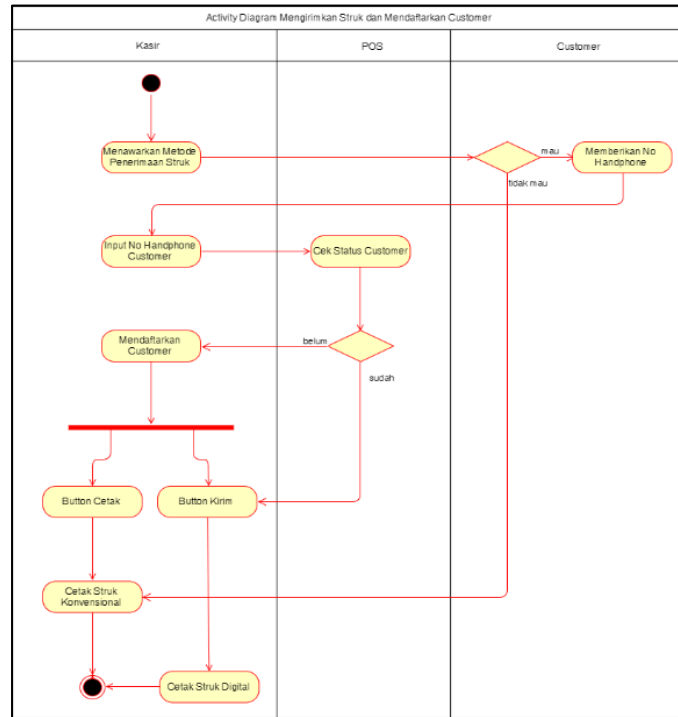 Activity Diagram Mengirimkan Struk dan Mendaftarkan Customer
Kasir
POS
Customer
Menawarkan Metode
Penerimaan Struk
mau
Memberikan No
Handphone
tidak mau
Input No Handphone
Customer
Cek Status Customer
Mendaftarkan
Customer
belum
sudah
Button Cetak
Button Kirim
Cetak Struk
Konvensional
Cetak Struk Digital